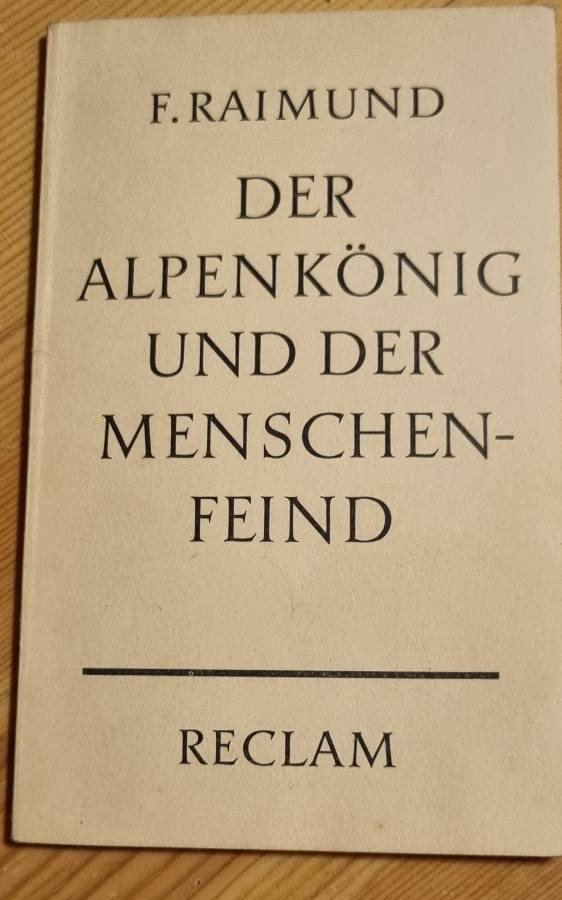 F. RAIMUND
DER
ALPENKÖNIG
UND DER
MENSCHEN-
FEIND
RECLAM